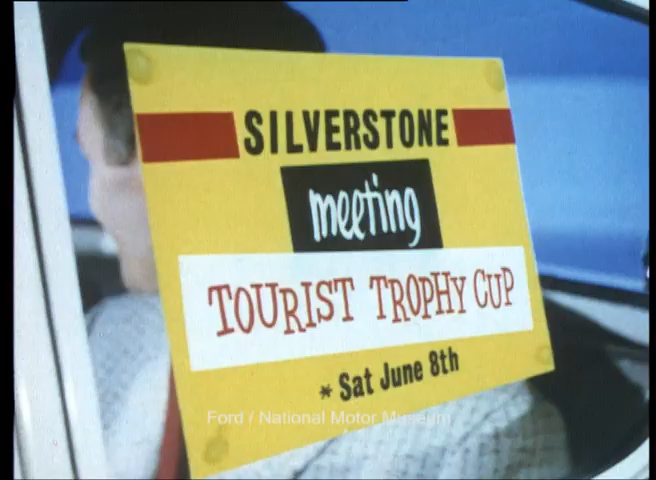 SILVERSTONE
meeting
TOURIST TROPHY CUP
* Sat June 8th
Ford / National Motor Museum